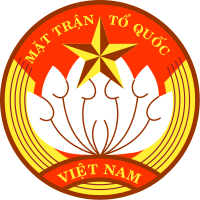 MẶT TRẬN TỔ QUỐC
VIỆT NAM